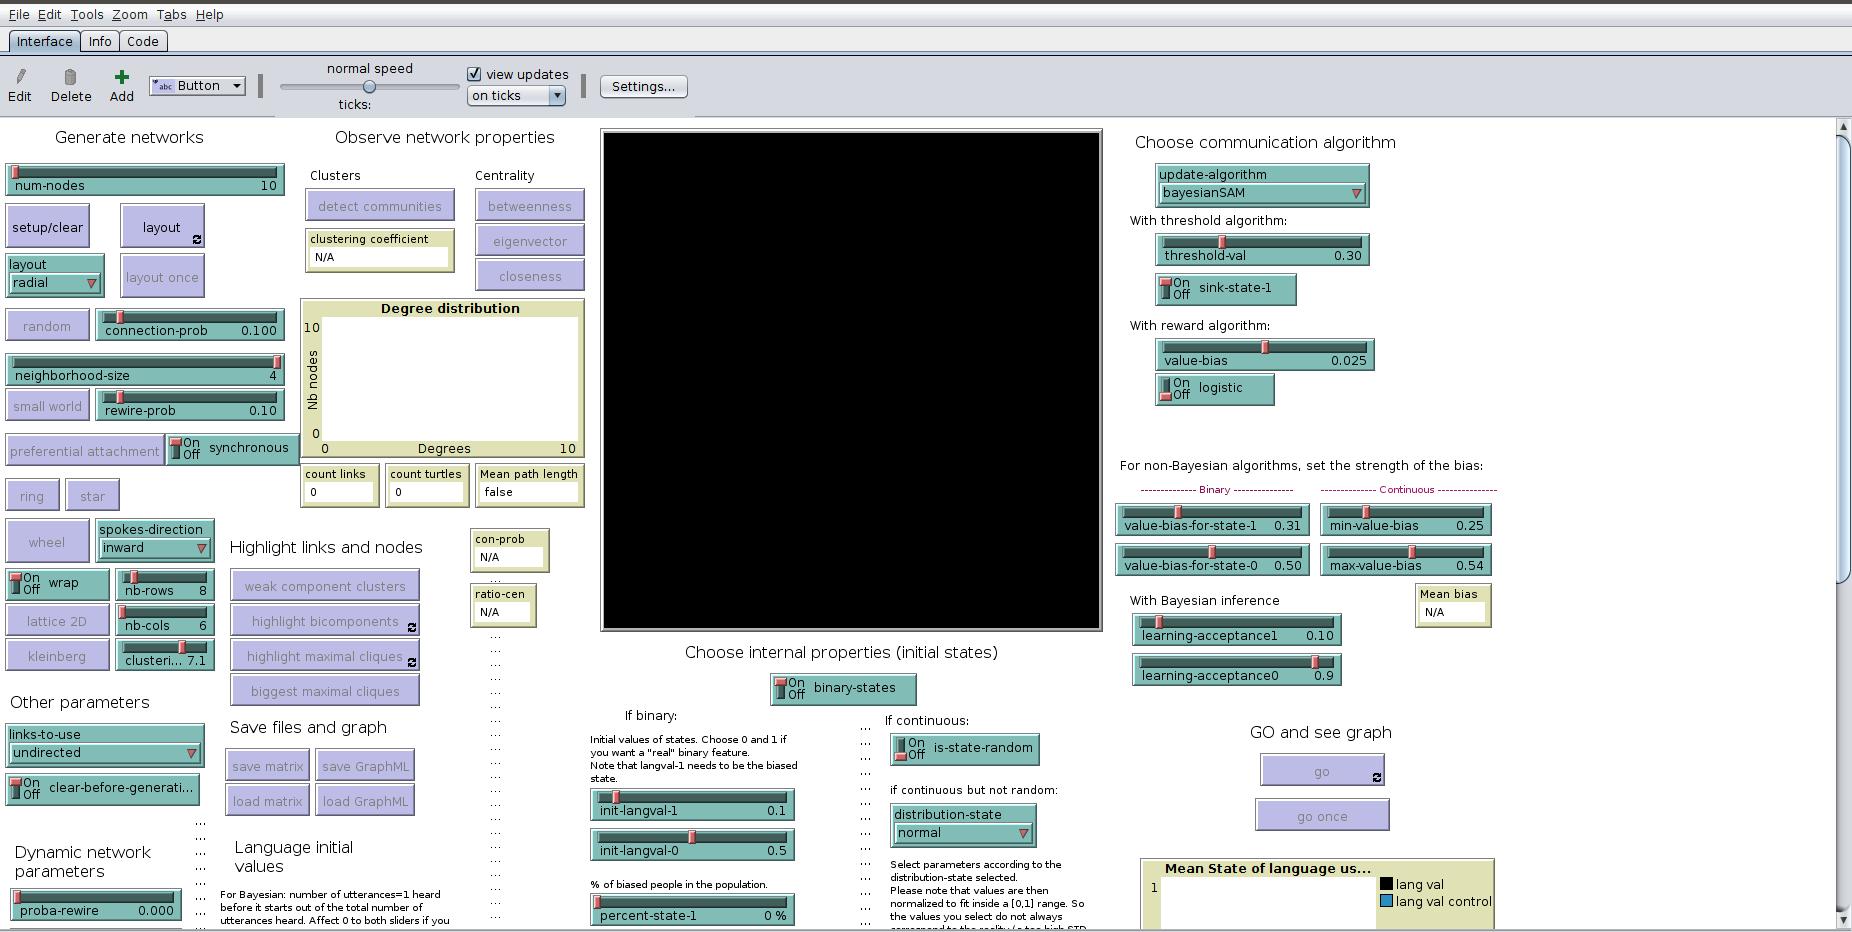 File Edit Tools Zoom Tabs Help
Interface Info Code
Edit Delete Add abc Button
normal speed
ticks:
view updates
on ticks
Settings...
Generate networks
num-nodes 10
setup/clear
layout
layout
radial
layout once
random
connection-prob 0.100
neighborhood-size 4
small world
rewire-prob 0.10
preferential attachment
On
Off
synchronous
ring
star
wheel
spokes-direction
inward
On
Off
wrap
nb-rows 8
lattice 2D
nb-cols 6
kleinberg
clusteri... 7.1
Other parameters
links-to-use
undirected
On
Off
clear-before-generati...
Dynamic network
parameters
proba-rewire 0.000
Observe network properties
Clusters
Centrality
detect communities
betweenness
clustering coefficient
N/A
eigenvector
closeness
Degree distribution
10
Nb nodes
0
0 Degrees 10
count links
0
count turtles
0
Mean path length
false
Highlight links and nodes
weak component clusters
highlight bicomponents
highlight maximal cliques
biggest maximal cliques
con-prob
N/A
...
ratio-cen
N/A
Save files and graph
save matrix
save GraphML
load matrix
load GraphML
Language initial
values
For Bayesian: number of utterances=1 heard
before it starts out of the total number of
utterances heard. Affect 0 to both sliders if you
Choose internal properties (initial states)
On
Off
binary-states
If binary:
Initial values of states. Choose 0 and 1 if
you want a "real" binary feature.
Note that langval-1 needs to be the biased
state.
init-langval-1 0.1
init-langval-0 0.5
% of biased people in the population.
percent-state-1 0 %
If continuous:
On
Off
is-state-random
if continuous but not random:
distribution-state
normal
Select parameters according to the
distribution-state selected.
Please note that values are then
normalized to fit inside a [0,1] range. So
the values you select do not always
Choose communication algorithm
update-algorithm
bayesianSAM
With threshold algorithm:
threshold-val 0.30
On
Off
sink-state-1
With reward algorithm:
value-bias 0.025
On
Off
logistic
For non-Bayesian algorithms, set the strength of the bias:
-------------- Binary --------------- -------------- Continuous ---------------
value-bias-for-state-1 0.31
min-value-bias 0.25
value-bias-for-state-0 0.50
max-value-bias 0.54
Mean bias
N/A
With Bayesian inference
learning-acceptance1 0.10
learning-acceptance0 0.9
GO and see graph
go
go once
Mean State of language us...
1
lang val
lang val control